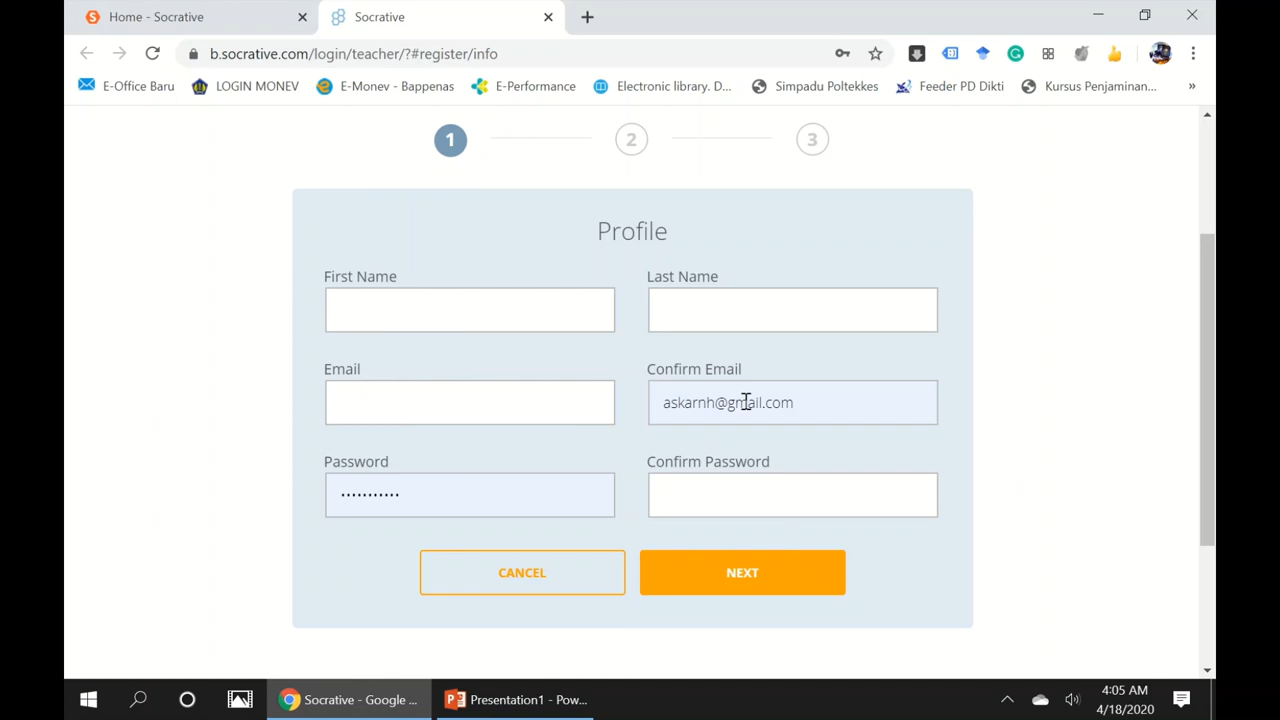 Home - Socrative
Socrative
b.socrative.com/login/teacher/?#register/info
E-Office Baru
LOGIN MONEV
E-Monev - Bappenas
E-Performance
Electronic library. D...
Simpadu Poltekkes
Feeder PD Dikti
Kursus Penjaminan...
»
1
2
3
Profile
First Name
Last Name
Email
Confirm Email
askarnh@gmail.com
Password
Confirm Password
CANCEL
NEXT
Socrative - Google ...
Presentation1 - Pow...
4:05 AM
4/18/2020